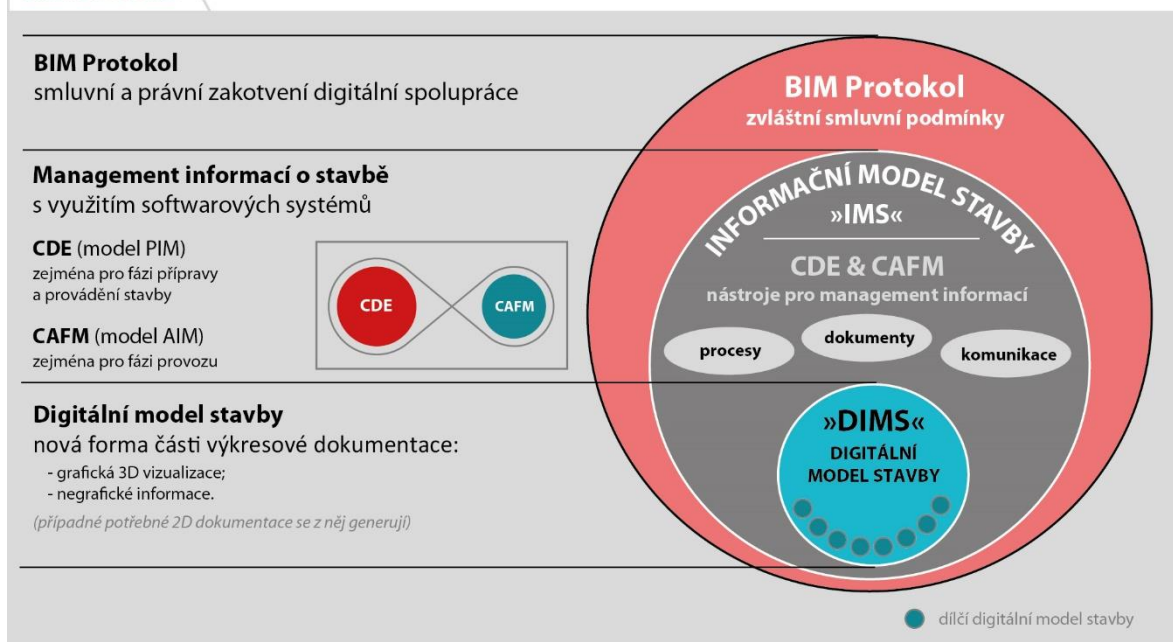 BIM Protokol
smluvní a právní zakotvení digitální spolupráce
Management informací o stavbě
s využitím softwarových systémů
CDE (model PIM)
zejména pro fázi přípravy
a provádění stavby
CAFM (model AIM)
zejména pro fázi provozu
CDE
CAFM
Digitální model stavby
nová forma části výkresové dokumentace:
- grafická 3D vizualizace;
- negrafické informace.
(případné potřebné 2D dokumentace se z něj generují)
BIM Protokol
zvláštní smluvní podmínky
INFORMAČNÍ MODEL STAVBY
»IMS«
CDE & CAFM
nástroje pro management informací
procesy
dokumenty
komunikace
»DIMS«
DIGITÁLNÍ
MODEL STAVBY
dílčí digitální model stavby